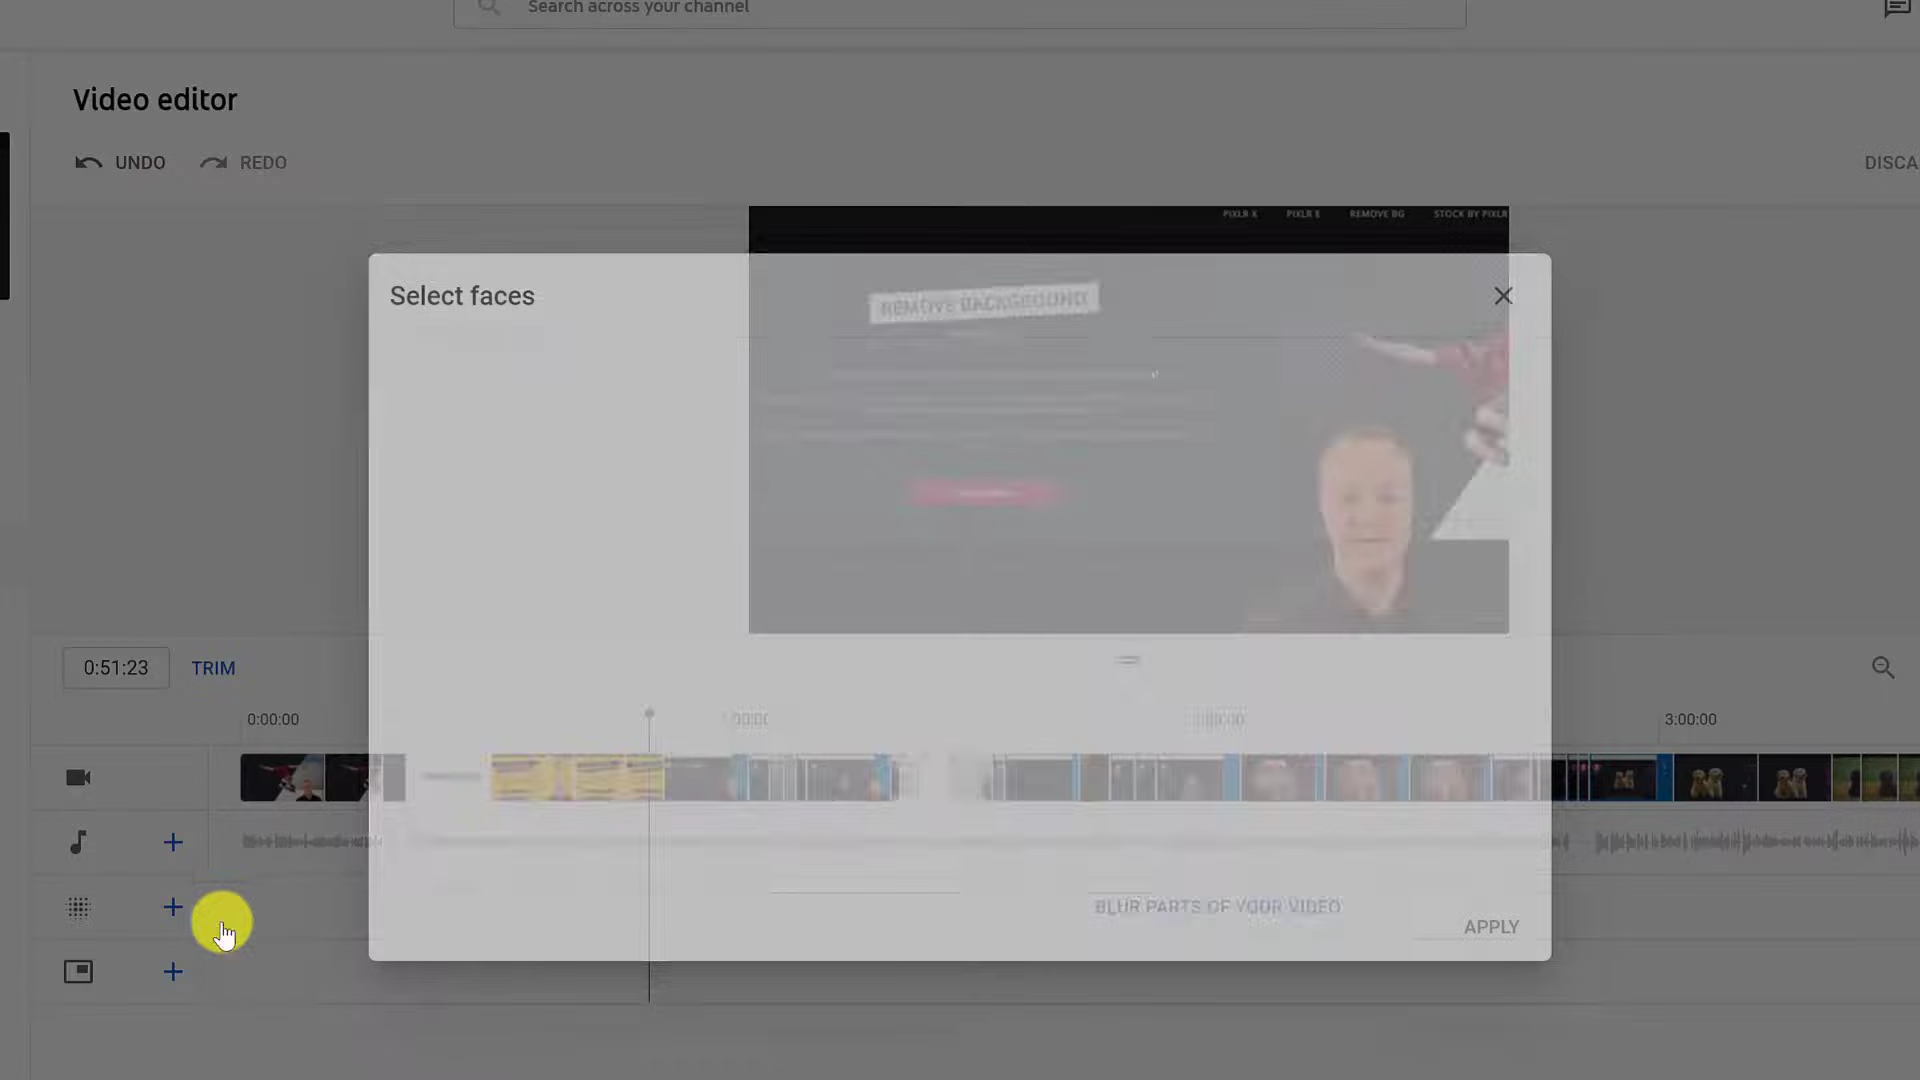 Search across your channel
Video editor
UNDO
REDO
DISCA
PIXLR X
PIXLR E
REMOVE BG
STOCK BY PIXLR
Select faces
REMOVE BACKGROUND
0:51:23
TRIM
0:00:00
3:00:00
BLUR PARTS OF YOUR VIDEO
APPLY